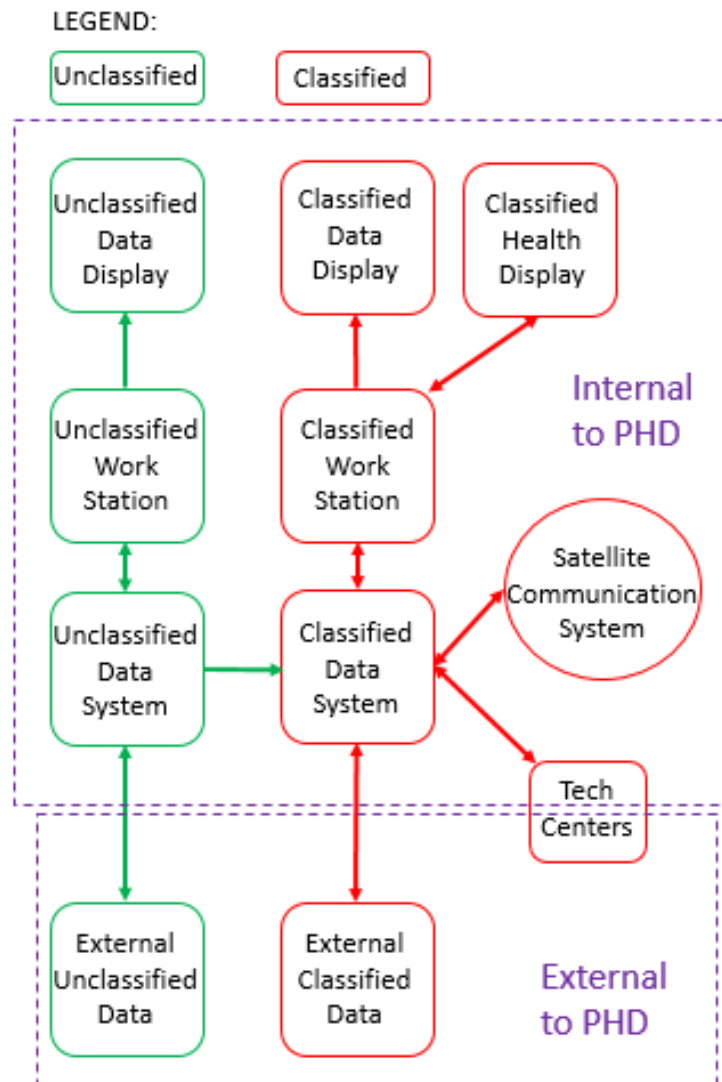 LEGEND:
Unclassified
Classified
Unclassified
Data
Display
Classified
Data
Display
Classified
Health
Display
Unclassified
Work
Station
Classified
Work
Station
Internal
to PHD
Unclassified
Data
System
Classified
Data
System
Satellite
Communication
System
Tech
Centers
External
Unclassified
Data
External
Classified
Data
External
to PHD